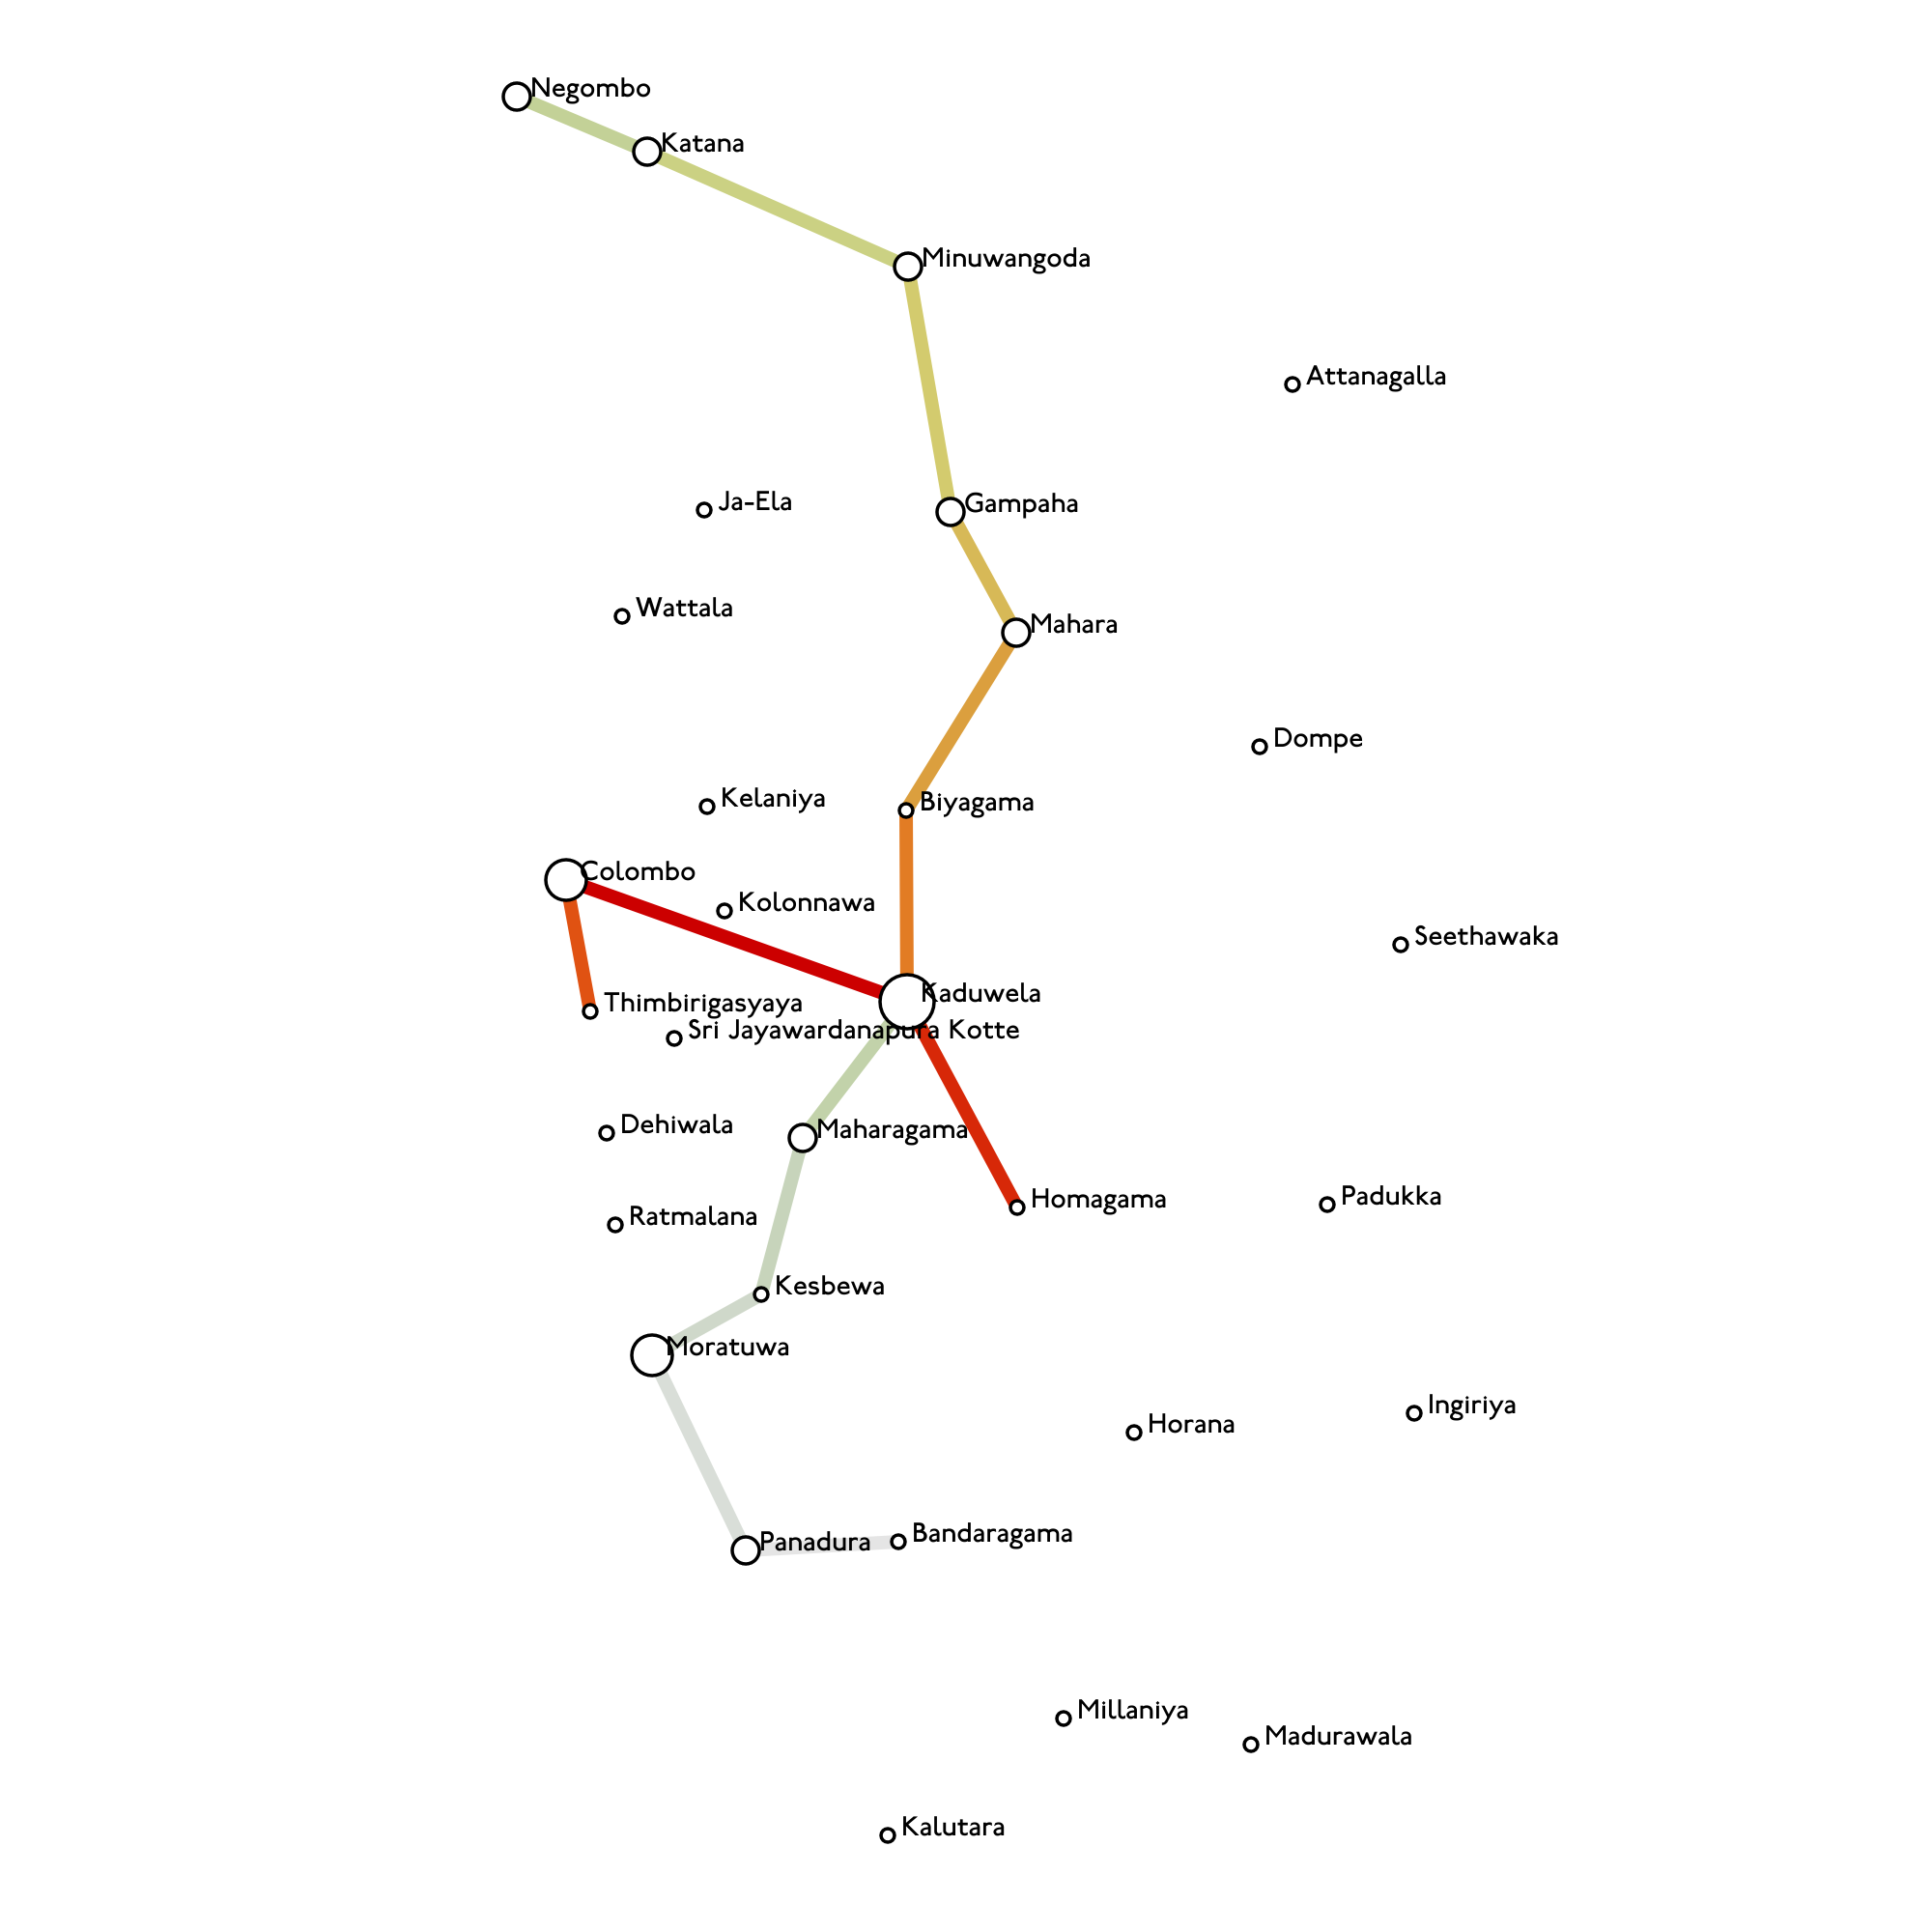 Negombo
Katana
Minuwangoda
Attanagalla
Ja-Ela
Gampaha
Wattala
Mahara
Dompe
Kelaniya
Biyagama
Colombo
Kolonnawa
Seethawaka
Kaduwela
Thimbirigasyaya
Sri Jayawardanapura Kotte
Dehiwala
Maharagama
Homagama
Padukka
Ratmalana
Kesbewa
Moratuwa
Ingiriya
Horana
Bandaragama
Panadura
Millaniya
Madurawala
Kalutara